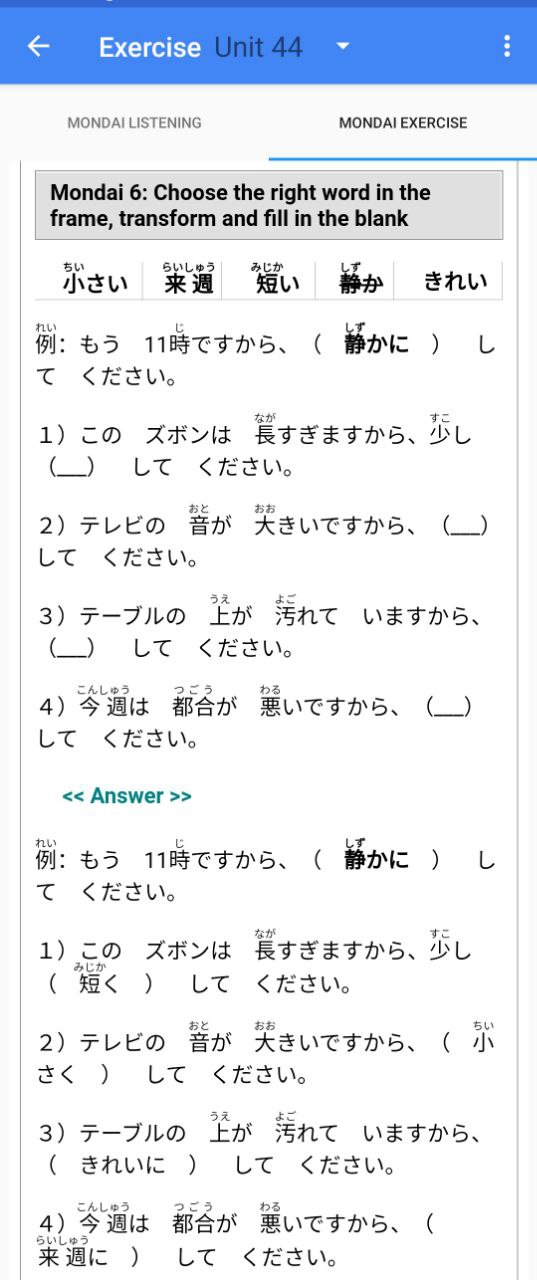 Exercise Unit 44
MONDAI LISTENING MONDAI EXERCISE
Mondai 6: Choose the right word in the
frame, transform and fill in the blank
ちい らいしゅう みじか しず
小さい 来週 短い 静か きれい
れい じ しず
例：もう 11時ですから、（ 静かに ） し
て ください。
なが すこ
１）この ズボンは 長すぎますから、少し
（___） して ください。
おと おお
２）テレビの 音が 大きいですから、（___）
して ください。
うえ よご
３）テーブルの 上が 汚れて いますから、
（___） して ください。
こんしゅう つごう わる
４）今週は 都合が 悪いですから、（___）
して ください。
<< Answer >>
れい じ しず
例：もう 11時ですから、（ 静かに ） し
て ください。
なが すこ
１）この ズボンは 長すぎますから、少し
みじか
（ 短く ） して ください。
おと おお ちい
２）テレビの 音が 大きいですから、（ 小
さく ） して ください。
うえ よご
３）テーブルの 上が 汚れて いますから、
（ きれいに ） して ください。
こんしゅう つごう わる
４）今週は 都合が 悪いですから、（
らいしゅう
来週に ） して ください。